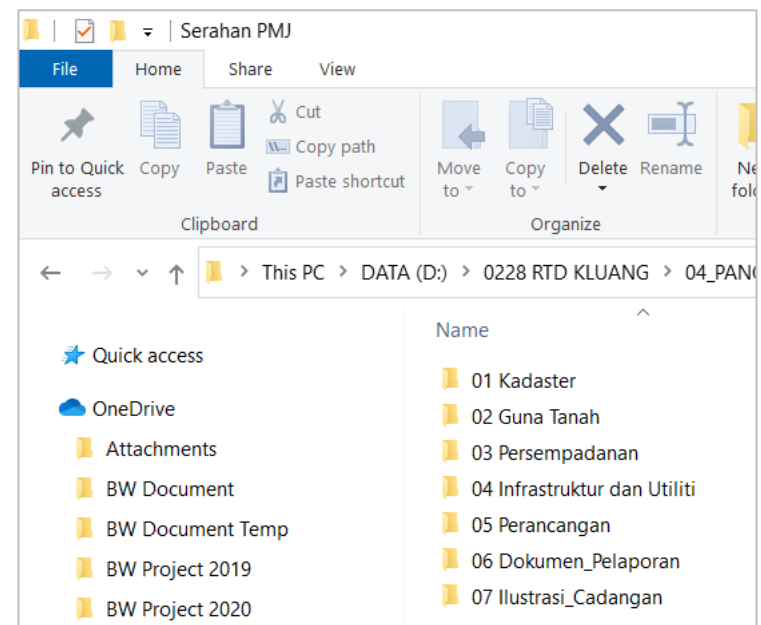 Serahan PMJ
File Home Share View
Pin to Quick access
Copy
Paste
Cut
Copy path
Paste shortcut
Move to
Copy to
Delete
Rename
Clipboard
Organize
This PC > DATA (D:) > 0228 RTD KLUANG >
Name
Quick access
OneDrive
Attachments
BW Document
BW Document Temp
BW Project 2019
BW Project 2020
01 Kadaster
02 Guna Tanah
03 Persempadanan
04 Infrastruktur dan Utiliti
05 Perancangan
06 Dokumen_Pelaporan
07 Ilustrasi_Cadangan